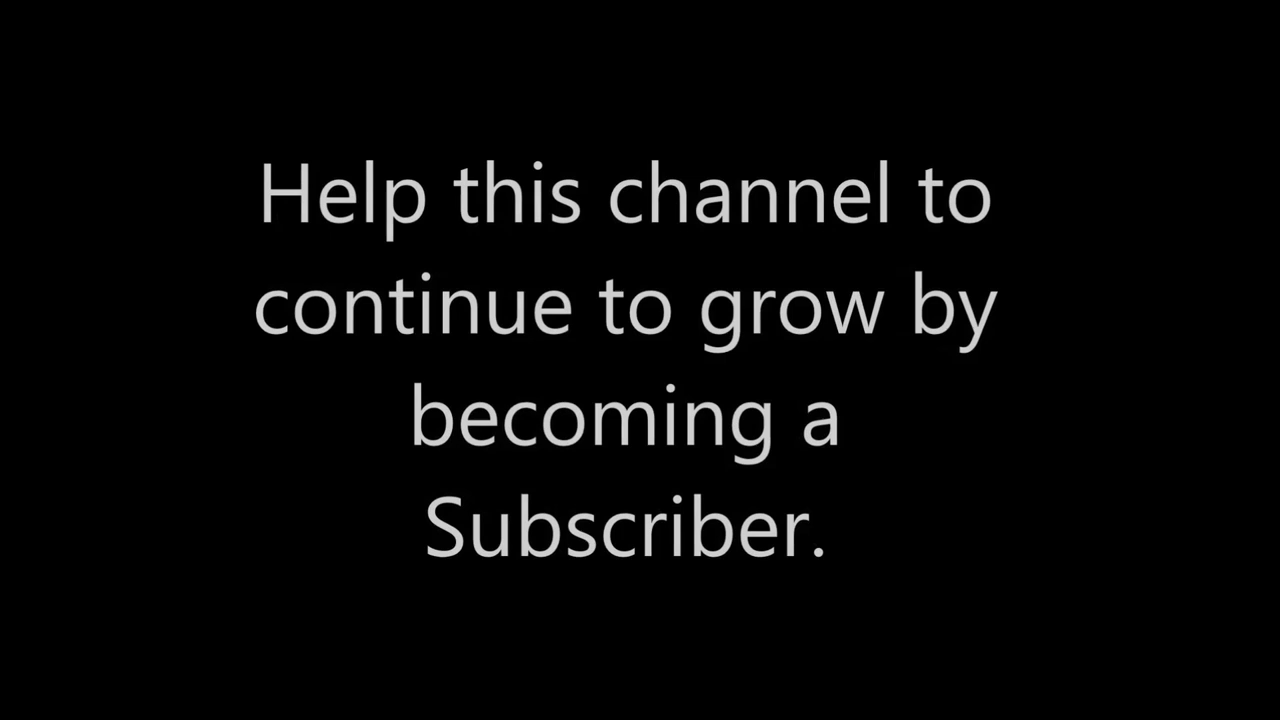 Help this channel to
continue to grow by
becoming a
Subscriber.